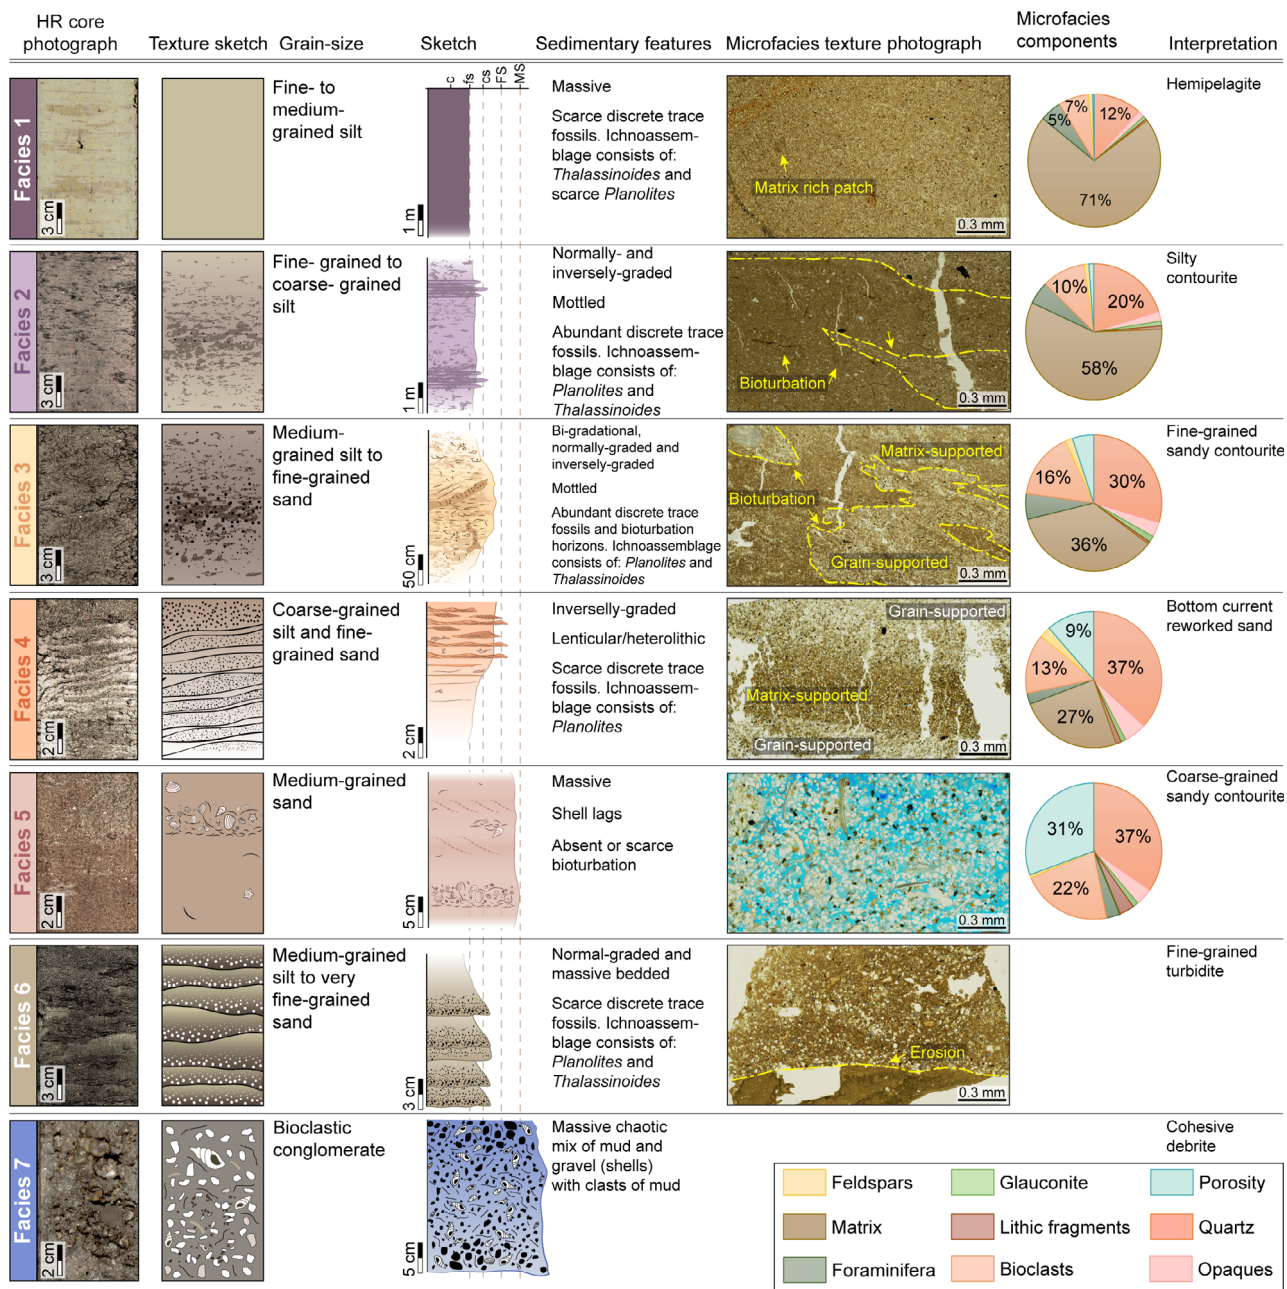 HR core
photograph
Texture sketch
Grain-size
Sketch
Sedimentary features
Microfacies texture photograph
Microfacies
components
Interpretation
c
fs
cs
FS
MS
Facies 1
3 cm
Fine- to
medium-
grained silt
1 m
Massive
Scarce discrete trace
fossils. Ichnoassem-
blage consists of:
Thalassinoides and
scarce Planolites
Matrix rich patch
0.3 mm
7%
5%
12%
71%
Hemipelagite
Facies 2
3 cm
Fine- grained to
coarse- grained
silt
1 m
Normally- and
inversely-graded
Mottled
Abundant discrete trace
fossils. Ichnoassem-
blage consists of:
Planolites and
Thalassinoides
Bioturbation
0.3 mm
10%
20%
58%
Silty
contourite
Facies 3
3 cm
Medium-
grained silt to
fine-grained
sand
50 cm
Bi-gradational,
normally-graded and
inversely-graded
Mottled
Abundant discrete trace
fossils and bioturbation
horizons. Ichnoassemblage
consists of: Planolites and
Thalassinoides
Matrix-supported
Bioturbation
Grain-supported
0.3 mm
16%
30%
36%
Fine-grained
sandy contourite
Facies 4
2 cm
Coarse-grained
silt and fine-
grained sand
2 cm
Inverselly-graded
Lenticular/heterolithic
Scarce discrete trace
fossils. Ichnoassem-
blage consists of:
Planolites
Grain-supported
Matrix-supported
Grain-supported
0.3 mm
9%
13%
37%
27%
Bottom current
reworked sand
Facies 5
2 cm
Medium-grained
sand
5 cm
Massive
Shell lags
Absent or scarce
bioturbation
0.3 mm
31%
37%
22%
Coarse-grained
sandy contourite
Facies 6
3 cm
Medium-grained
silt to very
fine-grained
sand
3 cm
Normal-graded and
massive bedded
Scarce discrete trace
fossils. Ichnoassem-
blage consists of:
Planolites and
Thalassinoides
Erosion
0.3 mm
Fine-grained
turbidite
Facies 7
2 cm
Bioclastic
conglomerate
5 cm
Massive chaotic
mix of mud and
gravel (shells)
with clasts of mud
Cohesive
debrite
Feldspars
Glauconite
Porosity
Matrix
Lithic fragments
Quartz
Foraminifera
Bioclasts
Opaques